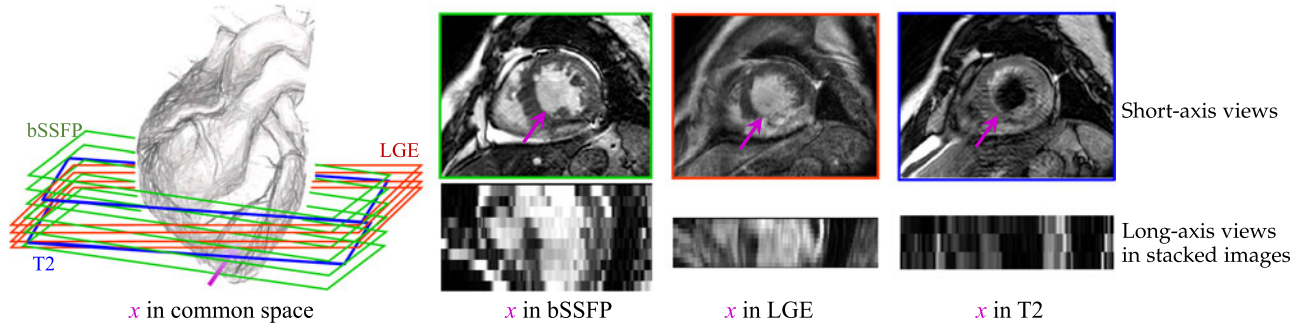 bSSFP
LGE
T2
x in common space
x in bSSFP
x in LGE
x in T2
Short-axis views
Long-axis views
in stacked images